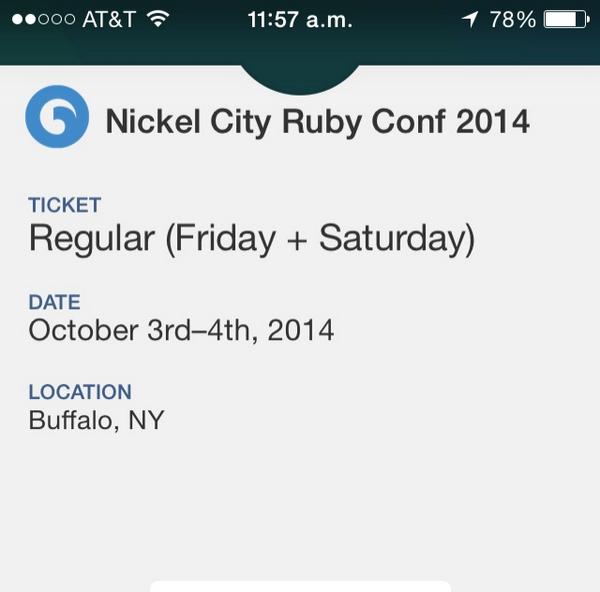 AT&T 11:57 a.m. 78%
Nickel City Ruby Conf 2014
TICKET
Regular (Friday + Saturday)
DATE
October 3rd–4th, 2014
LOCATION
Buffalo, NY